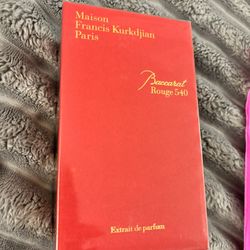 Maison
Francis Kurkdjian
Paris
Baccarat
Rouge 540
Extrait de parfum